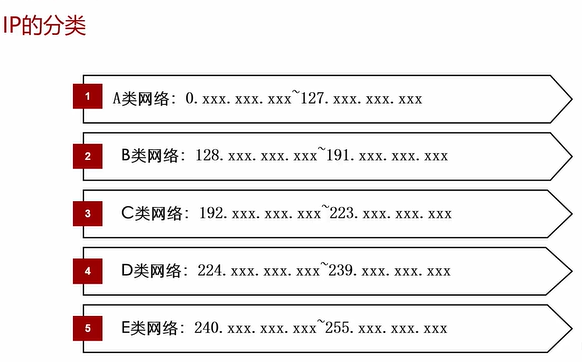 IP的分类
1 A类网络：0.xxx.xxx.xxx~127.xxx.xxx.xxx
2 B类网络：128.xxx.xxx.xxx~191.xxx.xxx.xxx
3 C类网络：192.xxx.xxx.xxx~223.xxx.xxx.xxx
4 D类网络：224.xxx.xxx.xxx~239.xxx.xxx.xxx
5 E类网络：240.xxx.xxx.xxx~255.xxx.xxx.xxx